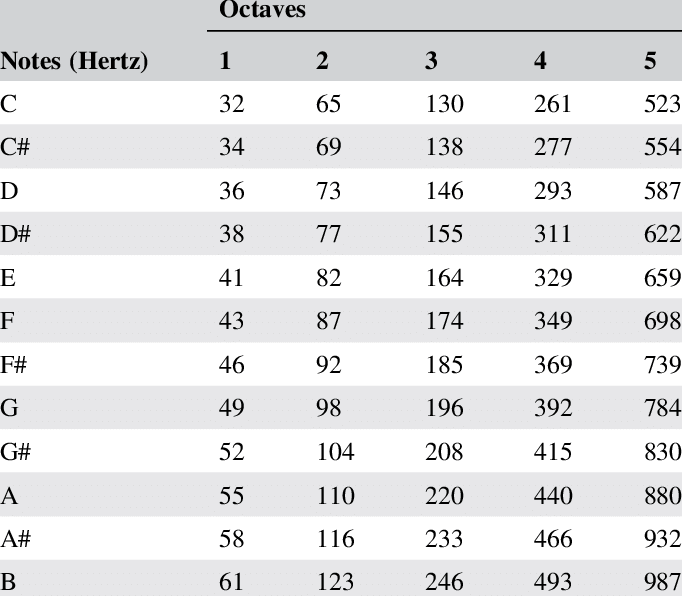 Octaves
Notes (Hertz) 1 2 3 4 5
C 32 65 130 261 523
C# 34 69 138 277 554
D 36 73 146 293 587
D# 38 77 155 311 622
E 41 82 164 329 659
F 43 87 174 349 698
F# 46 92 185 369 739
G 49 98 196 392 784
G# 52 104 208 415 830
A 55 110 220 440 880
A# 58 116 233 466 932
B 61 123 246 493 987